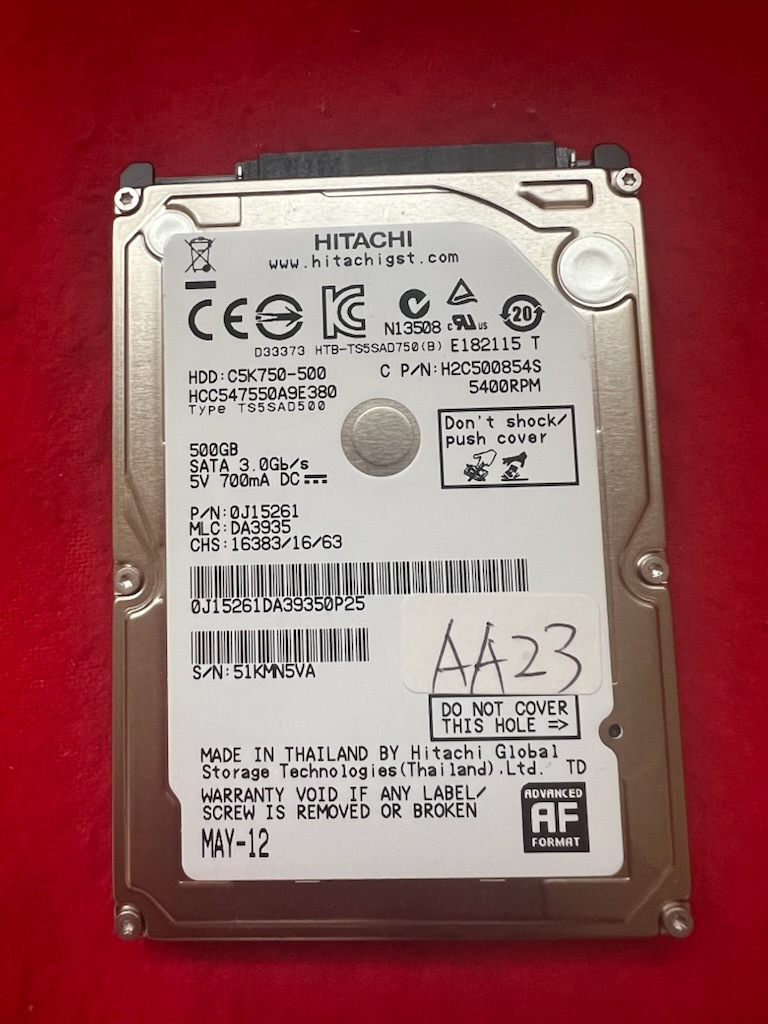 HITACHI
www.hitachigst.com
N13508 c RU us 20
D33373 HTB-TS5SAD750(B) E182115 T
HDD:C5K750-500 C P/N:H2C500854S
HCC547550A9E380 5400RPM
Type TS5SAD500
Don't shock/
push cover
500GB
SATA 3.0Gb/s
5V 700mA DC
P/N:0J15261
MLC:DA3935
CHS:16383/16/63
0J15261DA39350P25
AA23
S/N:51KMN5VA
DO NOT COVER
THIS HOLE =>
MADE IN THAILAND BY Hitachi Global
Storage Technologies(Thailand).Ltd. TD
WARRANTY VOID IF ANY LABEL/
SCREW IS REMOVED OR BROKEN
MAY-12
ADVANCED
AF
FORMAT